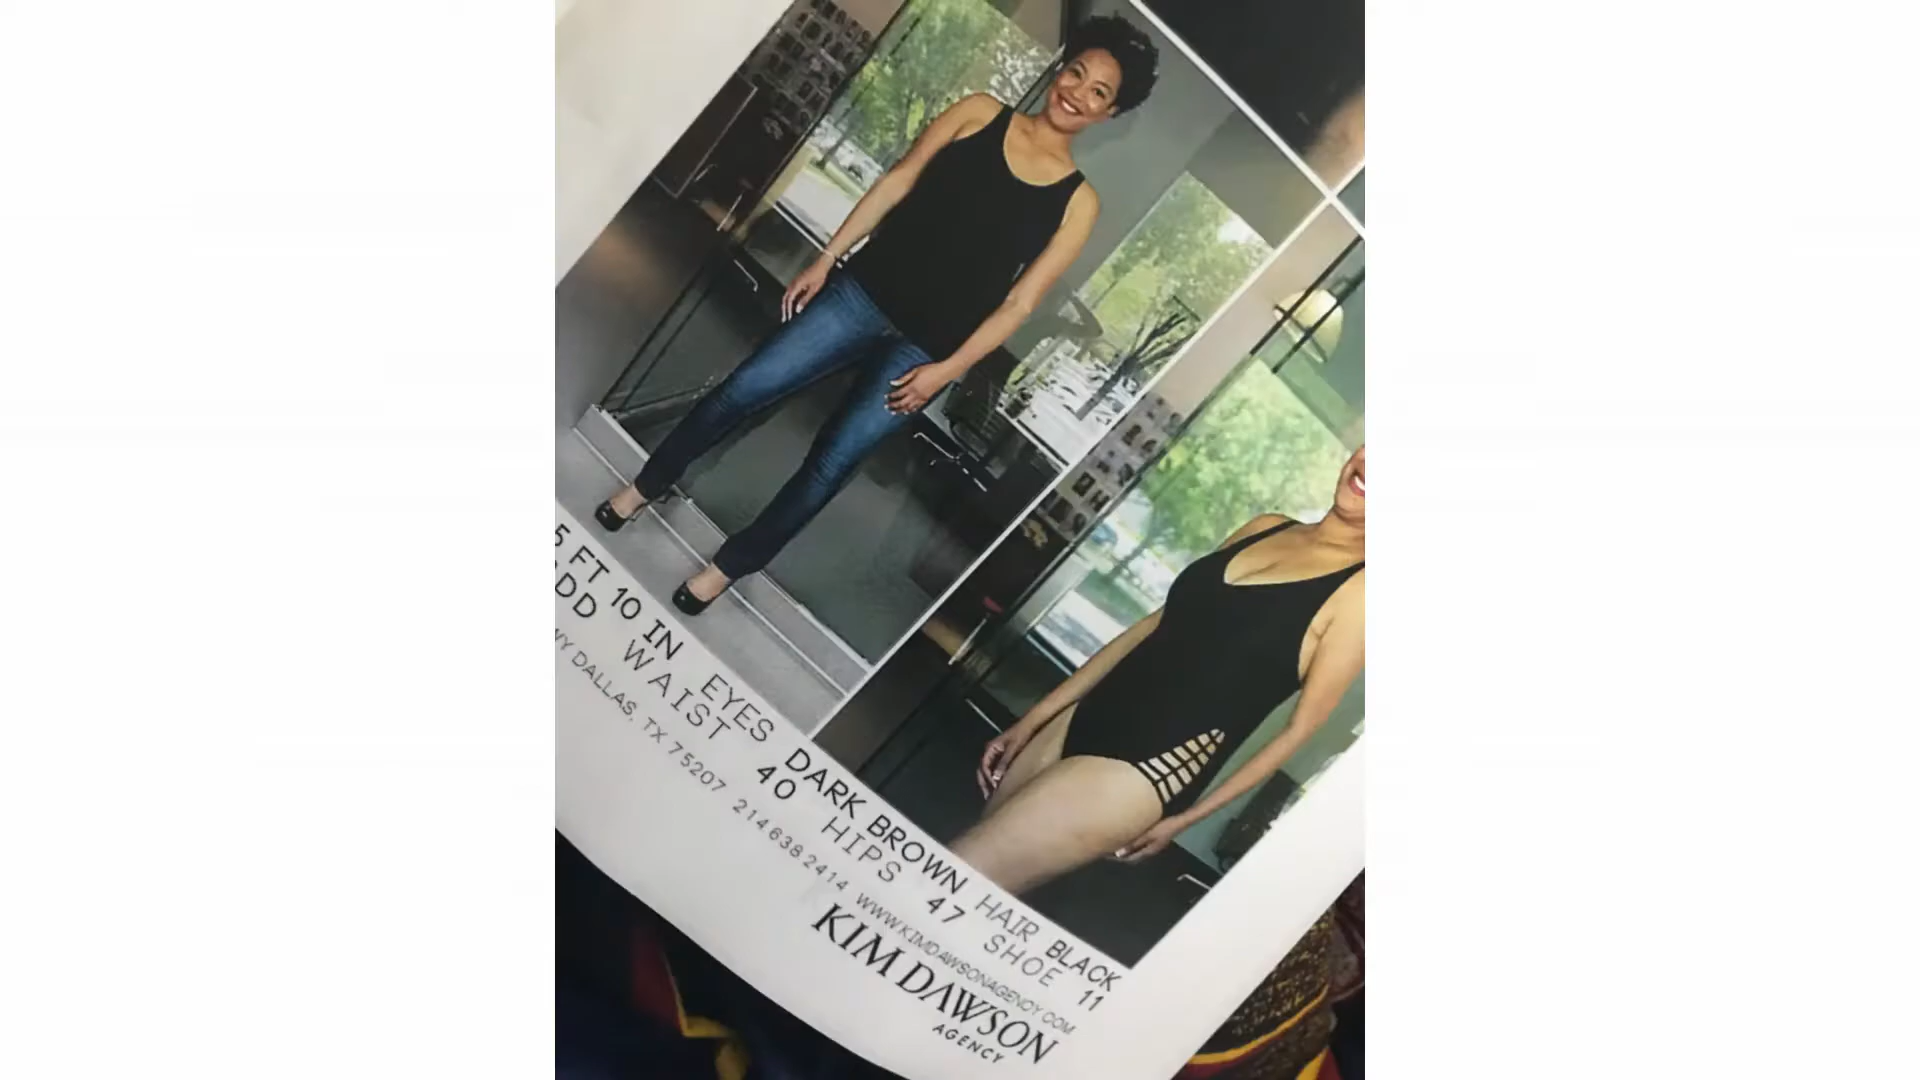 5 FT 10 IN EYES DARK BROWN HAIR BLACK
DD WAIST 40 HIPS 47 SHOE 11
DALLAS, TX 75207 214 638 2414 WWW.KIMDAWSONAGENCY.COM
KIM DAWSON
AGENCY